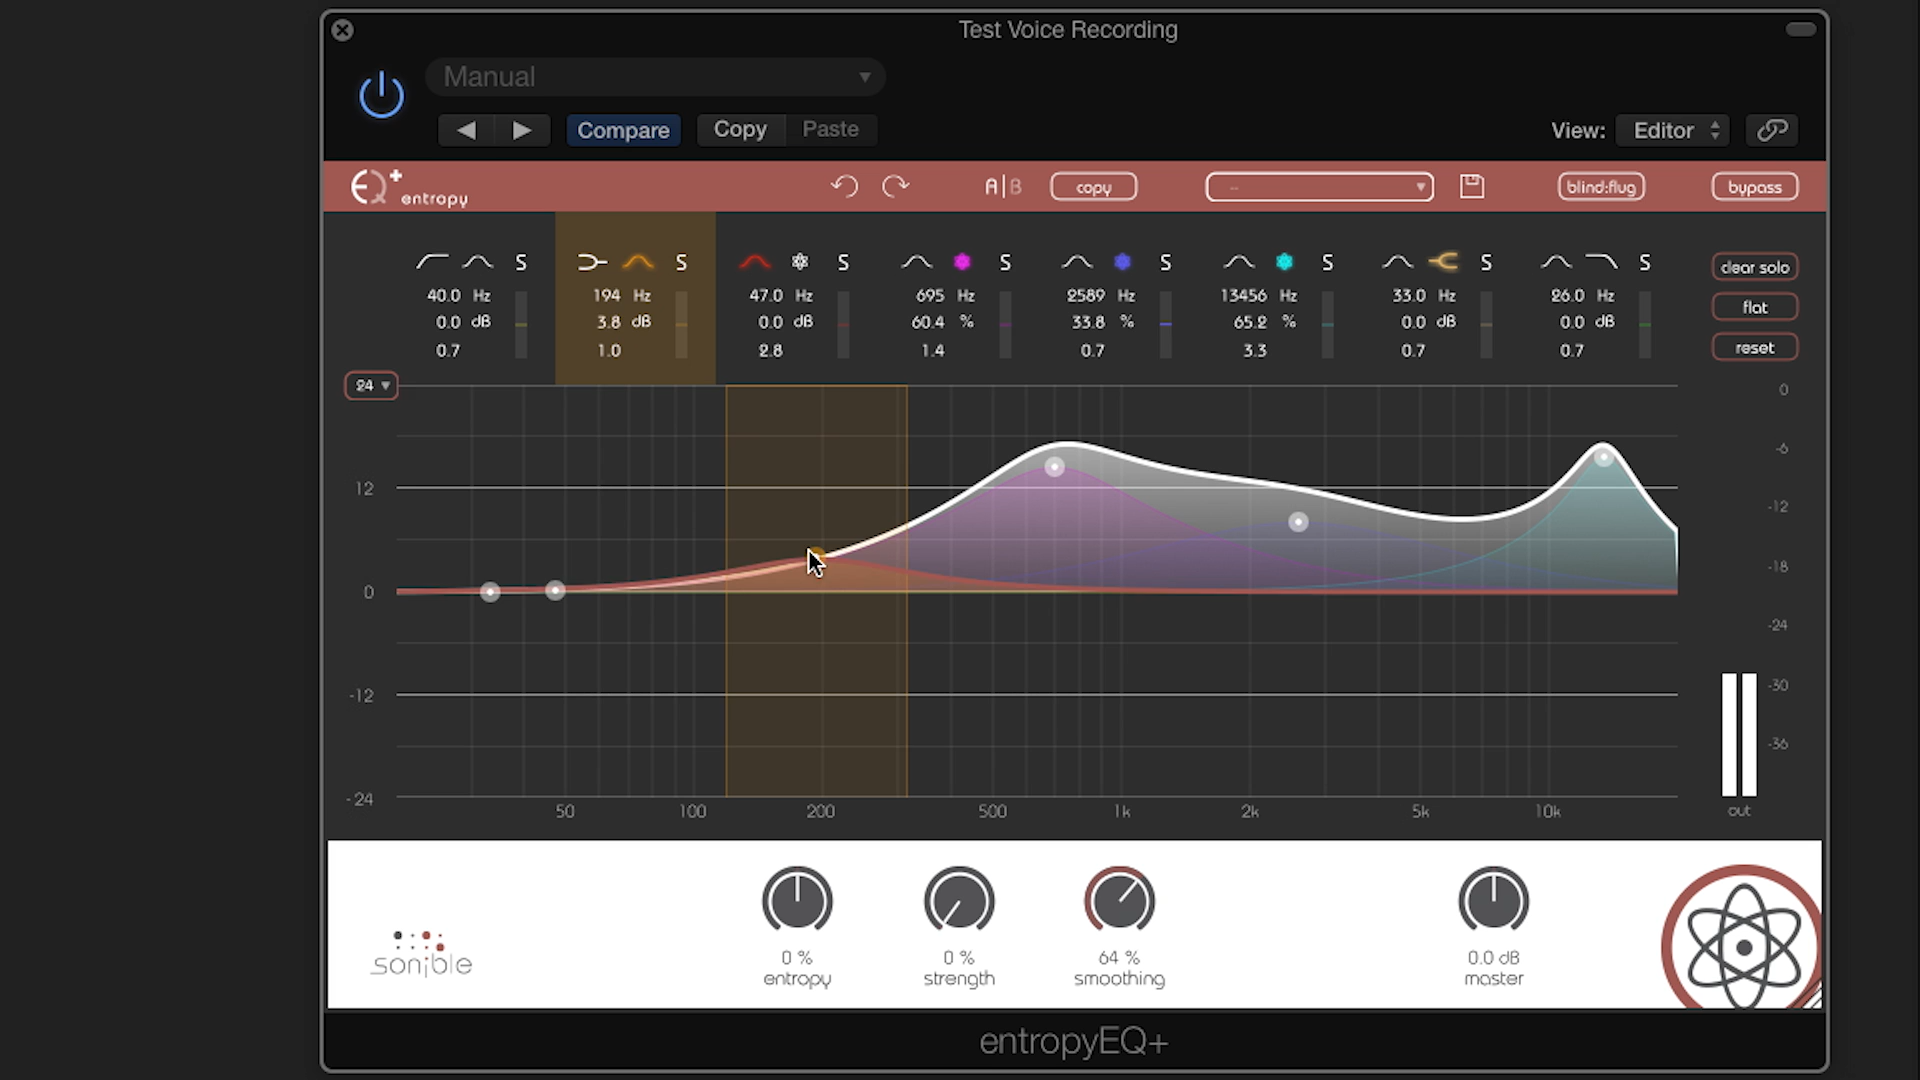 Test Voice Recording
Manual
Compare Copy Paste View: Editor
EQ+ entropy A|B copy -- blind:flug bypass
S S S S S S S S
40.0 Hz 194 Hz 47.0 Hz 695 Hz 2589 Hz 13456 Hz 33.0 Hz 26.0 Hz
0.0 dB 3.8 dB 0.0 dB 60.4 % 33.8 % 65.2 % 0.0 dB 0.0 dB
0.7 1.0 2.8 1.4 0.7 3.3 0.7 0.7
clear solo
flat
reset
24
12
0
-12
-24
0
-6
-12
-18
-24
-30
-36
50 100 200 500 1k 2k 5k 10k out
sonible
0 % 0 % 64 % 0.0 dB
entropy strength smoothing master
entropyEQ+